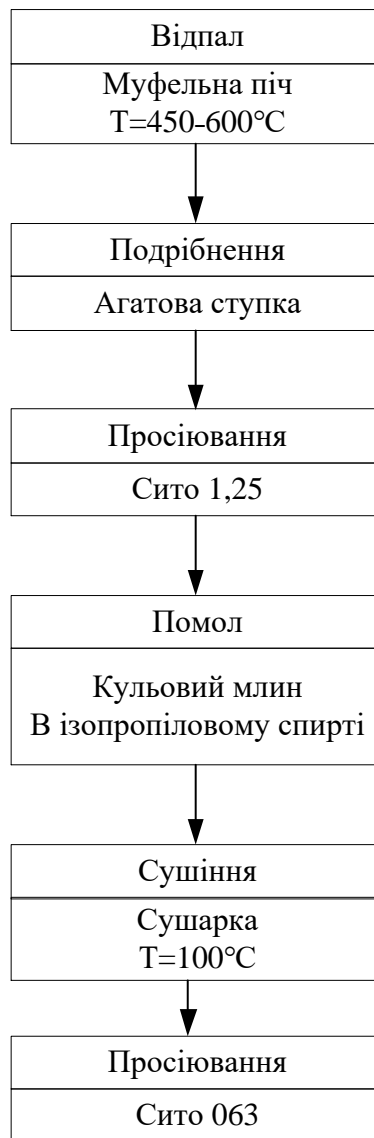 Відпал
Муфельна піч
T=450-600°C
Подрібнення
Агатова ступка
Просіювання
Сито 1,25
Помол
Кульовий млин
В ізопропіловому спирті
Сушіння
Сушарка
T=100°C
Просіювання
Сито 063